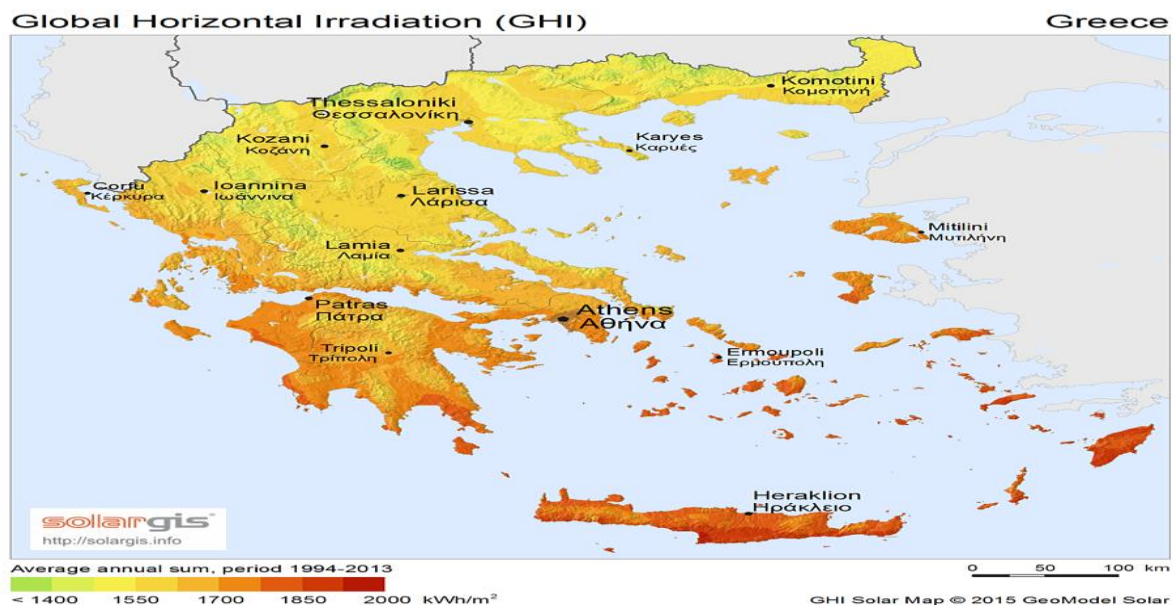 Global Horizontal Irradiation (GHI)
Greece
Komotini
Κομοτηνή
Thessaloniki
Θεσσαλονίκη
Kozani
Κοζάνη
Karyes
Καρυές
Corfu
Κέρκυρα
Ioannina
Ιωάννινα
Larissa
Λάρισα
Mitilini
Μυτιλήνη
Lamia
Λαμία
Patras
Πάτρα
Athens
Αθήνα
Tripoli
Τρίπολη
Ermoupoli
Ερμούπολη
Heraklion
Ηράκλειο
solargis
http://solargis.info
Average annual sum, period 1994-2013
0 50 100 km
< 1400 1550 1700 1850 2000 kWh/m²
GHI Solar Map © 2015 GeoModel Solar